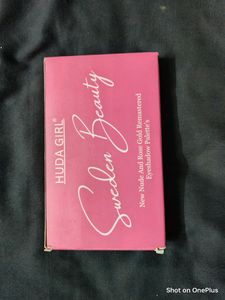 HUDA GIRL®
Sweden Beauty
New Nude And Rose Gold Remastered
Eyeshadow Palette's
Shot on OnePlus